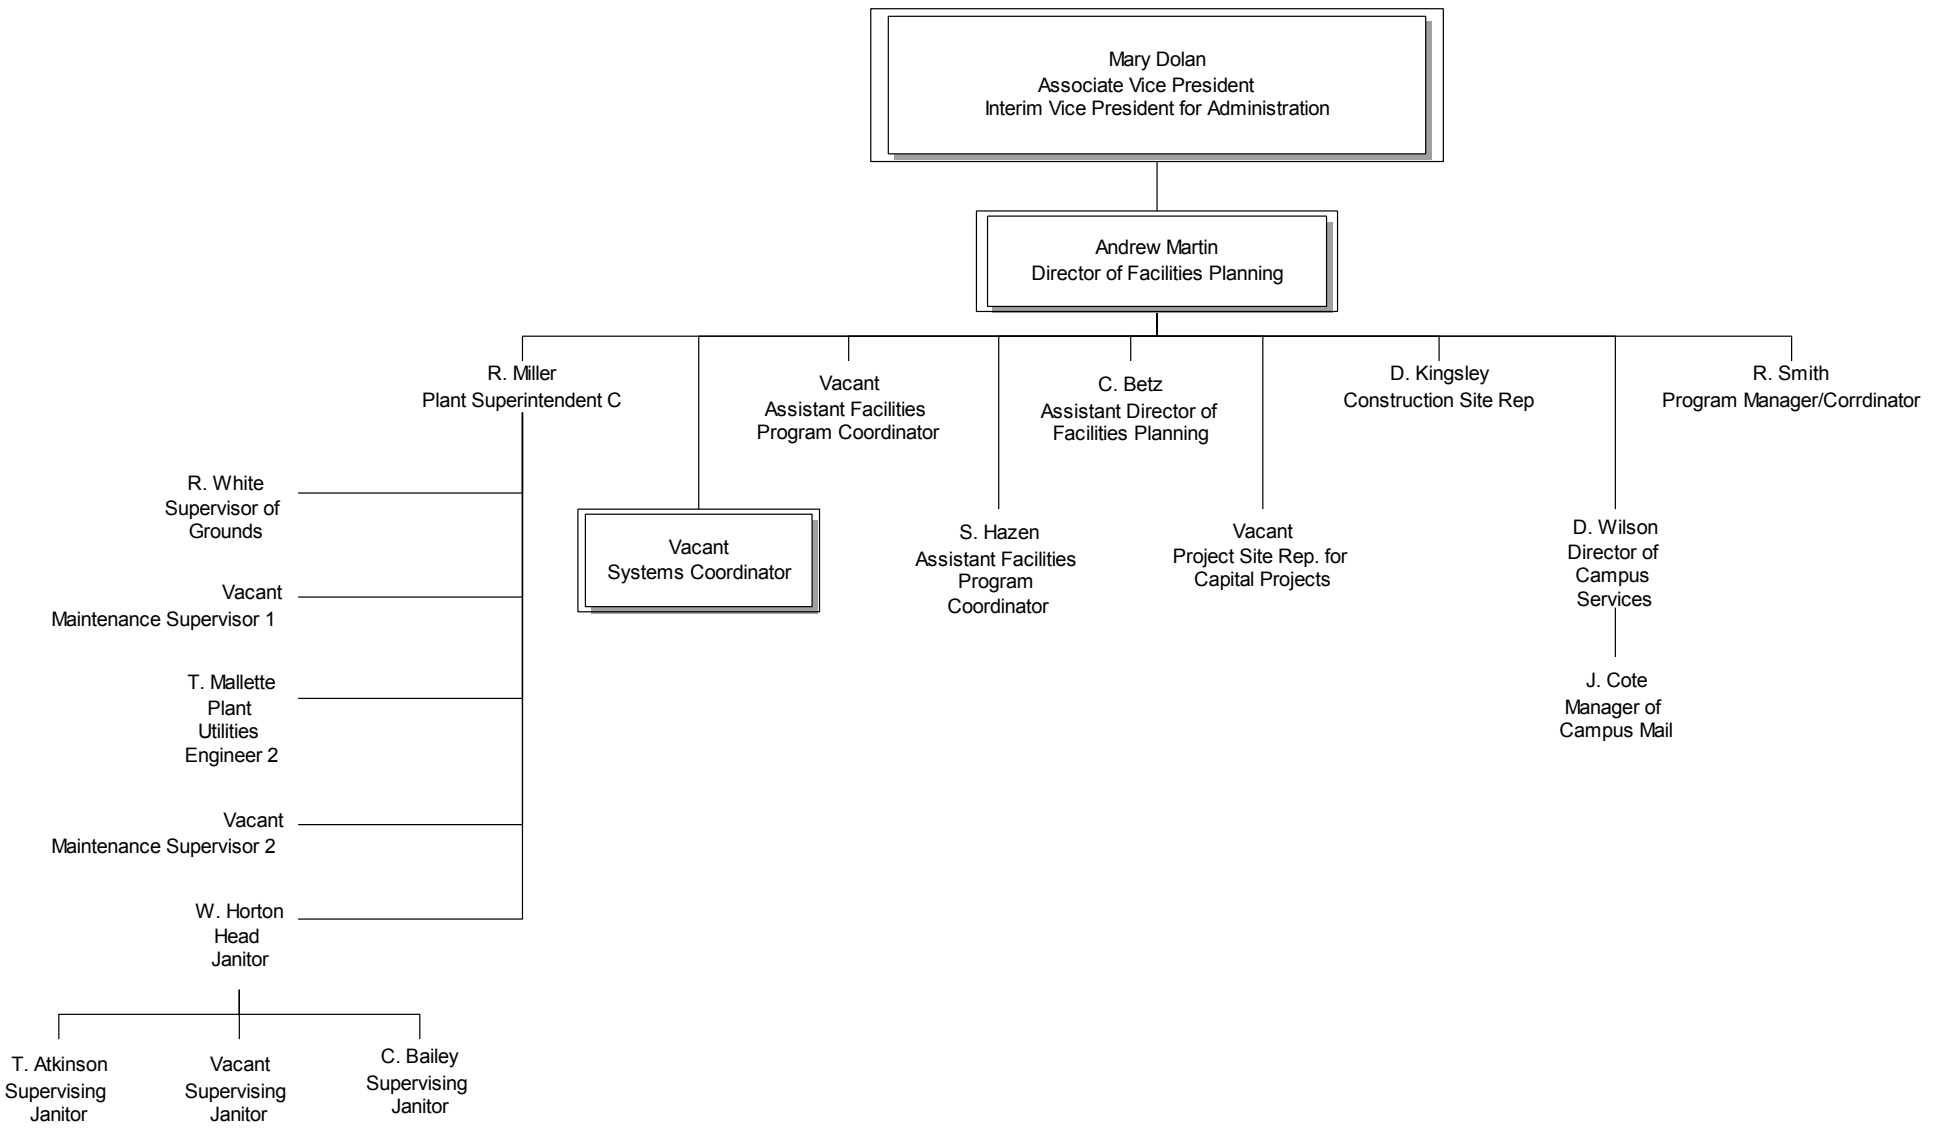 Mary Dolan
Associate Vice President
Interim Vice President for Administration
Andrew Martin
Director of Facilities Planning
R. Miller
Plant Superintendent C
Vacant
Assistant Facilities
Program Coordinator
C. Betz
Assistant Director of
Facilities Planning
D. Kingsley
Construction Site Rep
R. Smith
Program Manager/Corrdinator
R. White
Supervisor of
Grounds
Vacant
Systems Coordinator
S. Hazen
Assistant Facilities
Program
Coordinator
Vacant
Project Site Rep. for
Capital Projects
D. Wilson
Director of
Campus
Services
Vacant
Maintenance Supervisor 1
T. Mallette
Plant
Utilities
Engineer 2
J. Cote
Manager of
Campus Mail
Vacant
Maintenance Supervisor 2
W. Horton
Head
Janitor
T. Atkinson
Supervising
Janitor
Vacant
Supervising
Janitor
C. Bailey
Supervising
Janitor